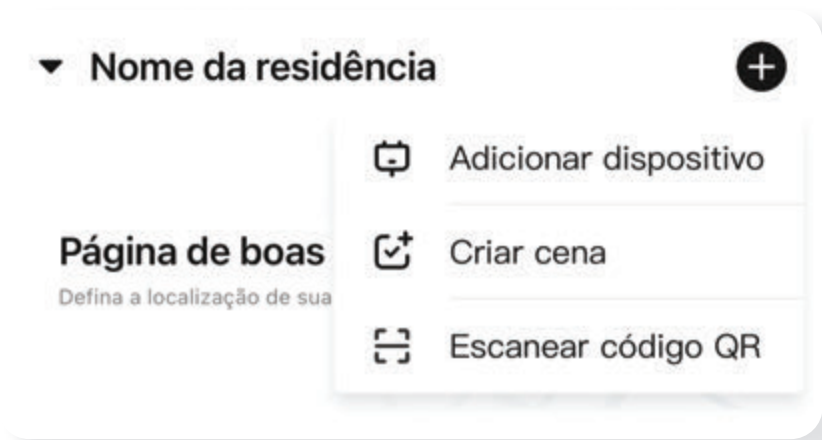 Nome da residência
Adicionar dispositivo
Página de boas
Criar cena
Defina a localização de sua
Escanear código QR